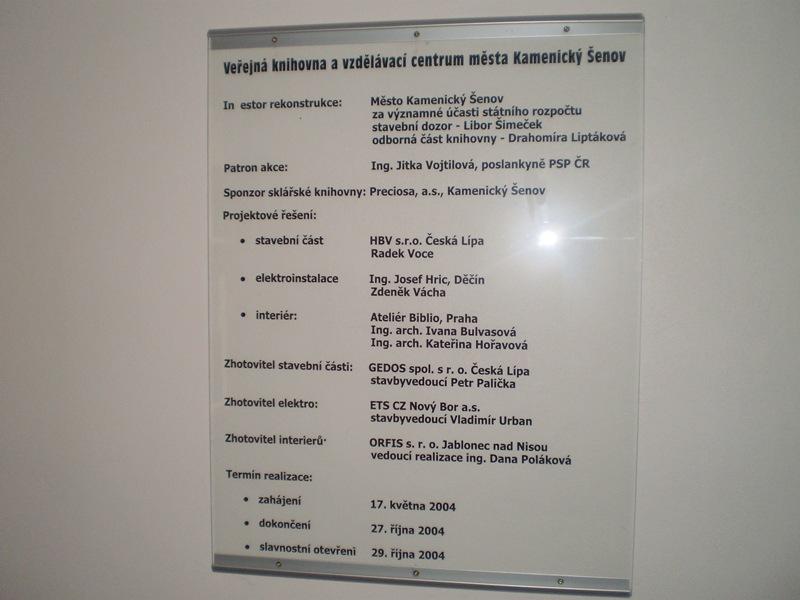 Veřejná knihovna a vzdělávací centrum města Kamenický Šenov
In estor rekonstrukce: Město Kamenický Šenov
za významné účasti státního rozpočtu
stavební dozor - Libor Šimeček
odborná část knihovny - Drahomíra Liptáková
Patron akce: Ing. Jitka Vojtilová, poslankyně PSP ČR
Sponzor sklářské knihovny: Preciosa, a.s., Kamenický Šenov
Projektové řešení:
• stavební část HBV s.r.o. Česká Lípa
Radek Voce
• elektroinstalace Ing. Josef Hric, Děčín
Zdeněk Vácha
• interiér: Ateliér Biblio, Praha
Ing. arch. Ivana Bulvasová
Ing. arch. Kateřina Hořavová
Zhotovitel stavební části: GEDOS spol. s r. o. Česká Lípa
stavbyvedoucí Petr Palička
Zhotovitel elektro: ETS CZ Nový Bor a.s.
stavbyvedoucí Vladimír Urban
Zhotovitel interierů: ORFIS s. r. o. Jablonec nad Nisou
vedoucí realizace ing. Dana Poláková
Termín realizace:
• zahájení 17. května 2004
• dokončení 27. října 2004
• slavnostní otevření 29. října 2004